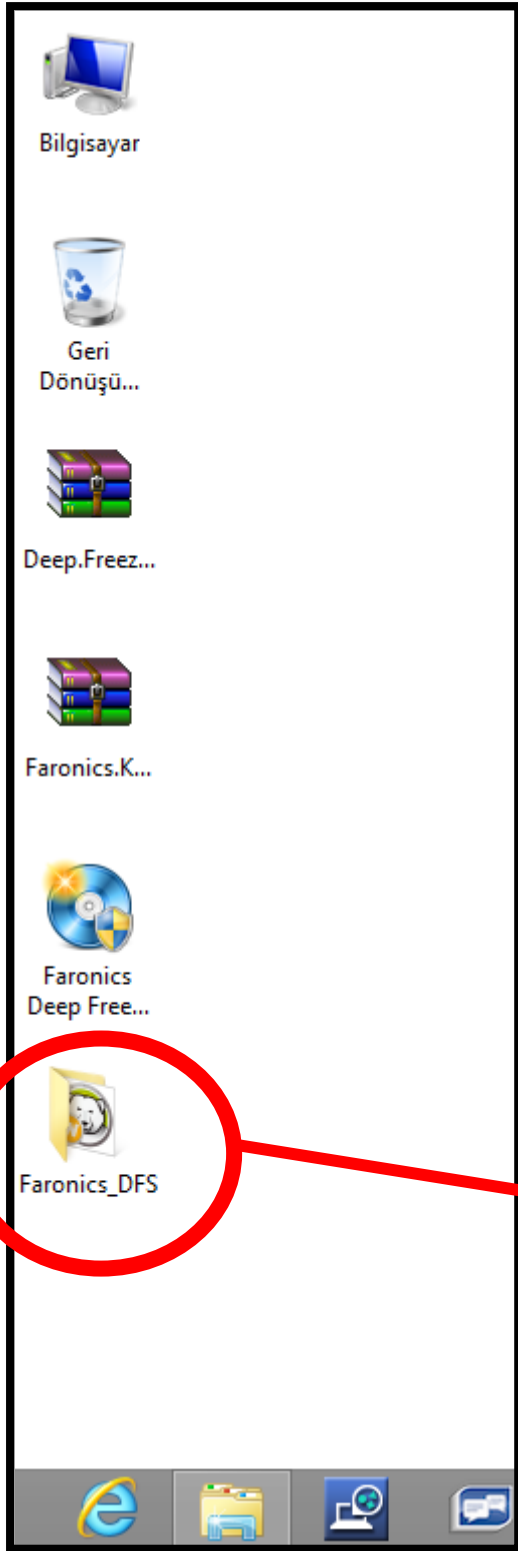 Bilgisayar
Geri
Dönüşü...
Deep.Freez...
Faronics.K...
Faronics
Deep Free...
Faronics_DFS